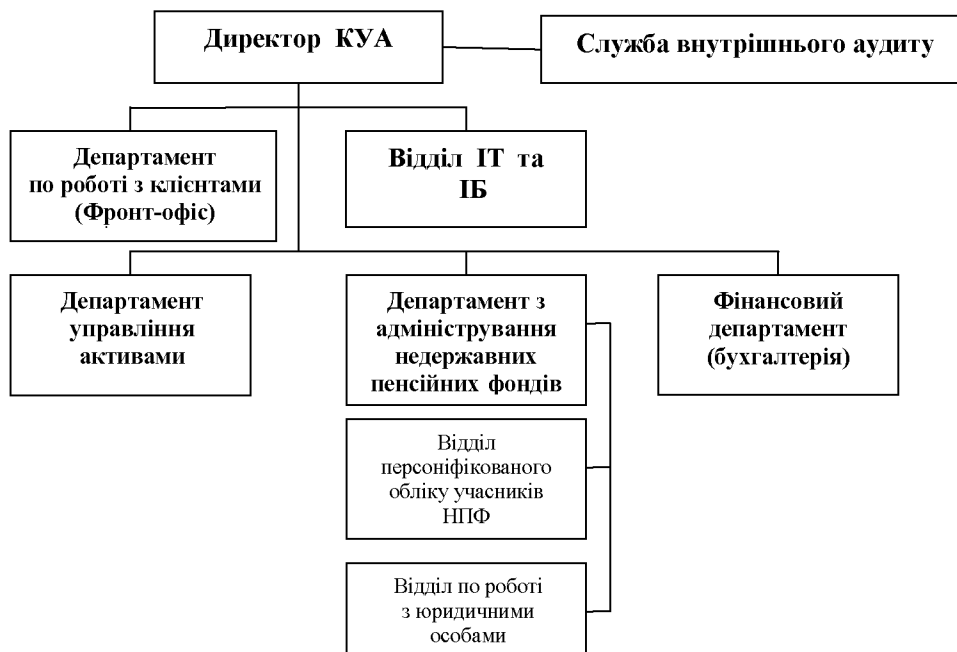 Директор КУА
Служба внутрішнього аудиту
Департамент
по роботі з клієнтами
(Фронт-офіс)
Відділ ІТ та
ІБ
Департамент
управління
активами
Департамент з
адміністрування
недержавних
пенсійних фондів
Фінансовий
департамент
(бухгалтерія)
Відділ
персоніфікованого
обліку учасників
НПФ
Відділ по роботі
з юридичними
особами